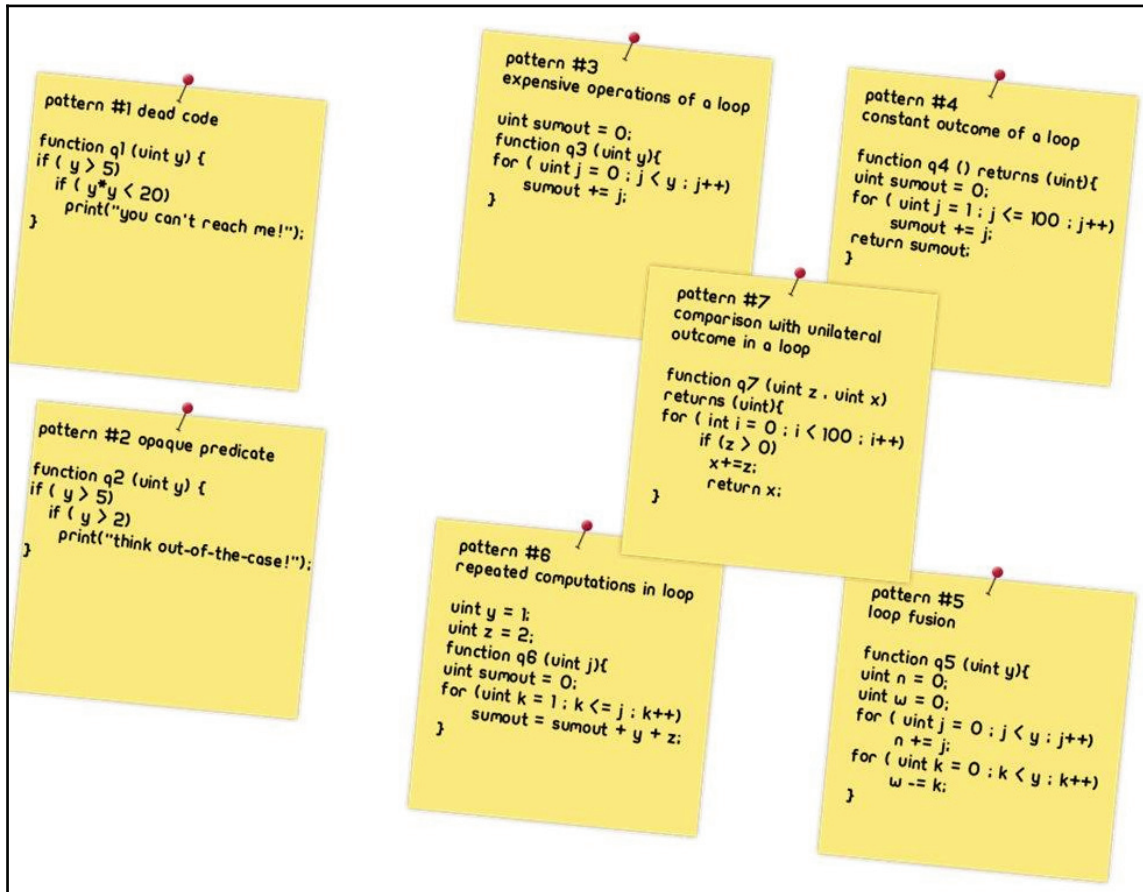 pattern #1 dead code
function q1 (uint y) {
if ( y > 5)
if ( y*y < 20)
print("you can't reach me!");
}
pattern #2 opaque predicate
function q2 (uint y) {
if ( y > 5)
if ( y > 2)
print("think out-of-the-case!");
}
pattern #3
expensive operations of a loop
uint sumout = 0;
function q3 (uint y){
for ( uint j = 0 ; j < y ; j++)
sumout += j;
}
pattern #4
constant outcome of a loop
function q4 () returns (uint){
uint sumout = 0;
for ( uint j = 1 ; j <= 100 ; j++)
sumout += j;
return sumout;
}
pattern #7
comparison with unilateral
outcome in a loop
function q7 (uint z , uint x)
returns (uint){
for ( int i = 0 ; i < 100 ; i++)
if (z > 0)
x+=z;
return x;
}
pattern #6
repeated computations in loop
uint y = 1;
uint z = 2;
function q6 (uint j){
uint sumout = 0;
for (uint k = 1 ; k <= j ; k++)
sumout = sumout + y + z;
}
pattern #5
loop fusion
function q5 (uint y){
uint n = 0;
uint w = 0;
for ( uint j = 0 ; j < y ; j++)
n += j;
for ( uint k = 0 ; k < y ; k++)
w -= k;
}